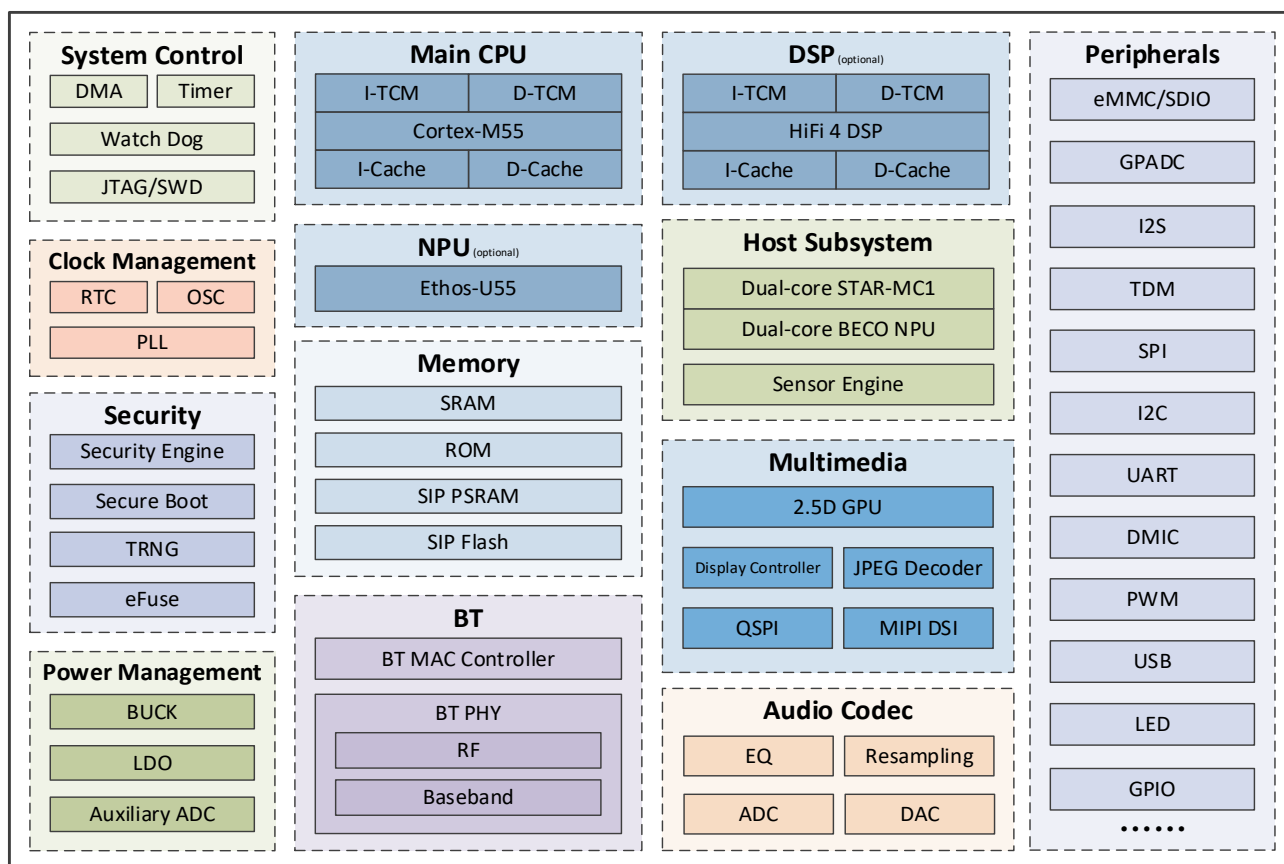 System Control
DMA
Timer
Watch Dog
JTAG/SWD
Clock Management
RTC
OSC
PLL
Security
Security Engine
Secure Boot
TRNG
eFuse
Power Management
BUCK
LDO
Auxiliary ADC
Main CPU
I-TCM
D-TCM
Cortex-M55
I-Cache
D-Cache
NPU (optional)
Ethos-U55
Memory
SRAM
ROM
SIP PSRAM
SIP Flash
BT
BT MAC Controller
BT PHY
RF
Baseband
DSP (optional)
I-TCM
D-TCM
HiFi 4 DSP
I-Cache
D-Cache
Host Subsystem
Dual-core STAR-MC1
Dual-core BECO NPU
Sensor Engine
Multimedia
2.5D GPU
Display Controller
JPEG Decoder
QSPI
MIPI DSI
Audio Codec
EQ
Resampling
ADC
DAC
Peripherals
eMMC/SDIO
GPADC
I2S
TDM
SPI
I2C
UART
DMIC
PWM
USB
LED
GPIO
••••••